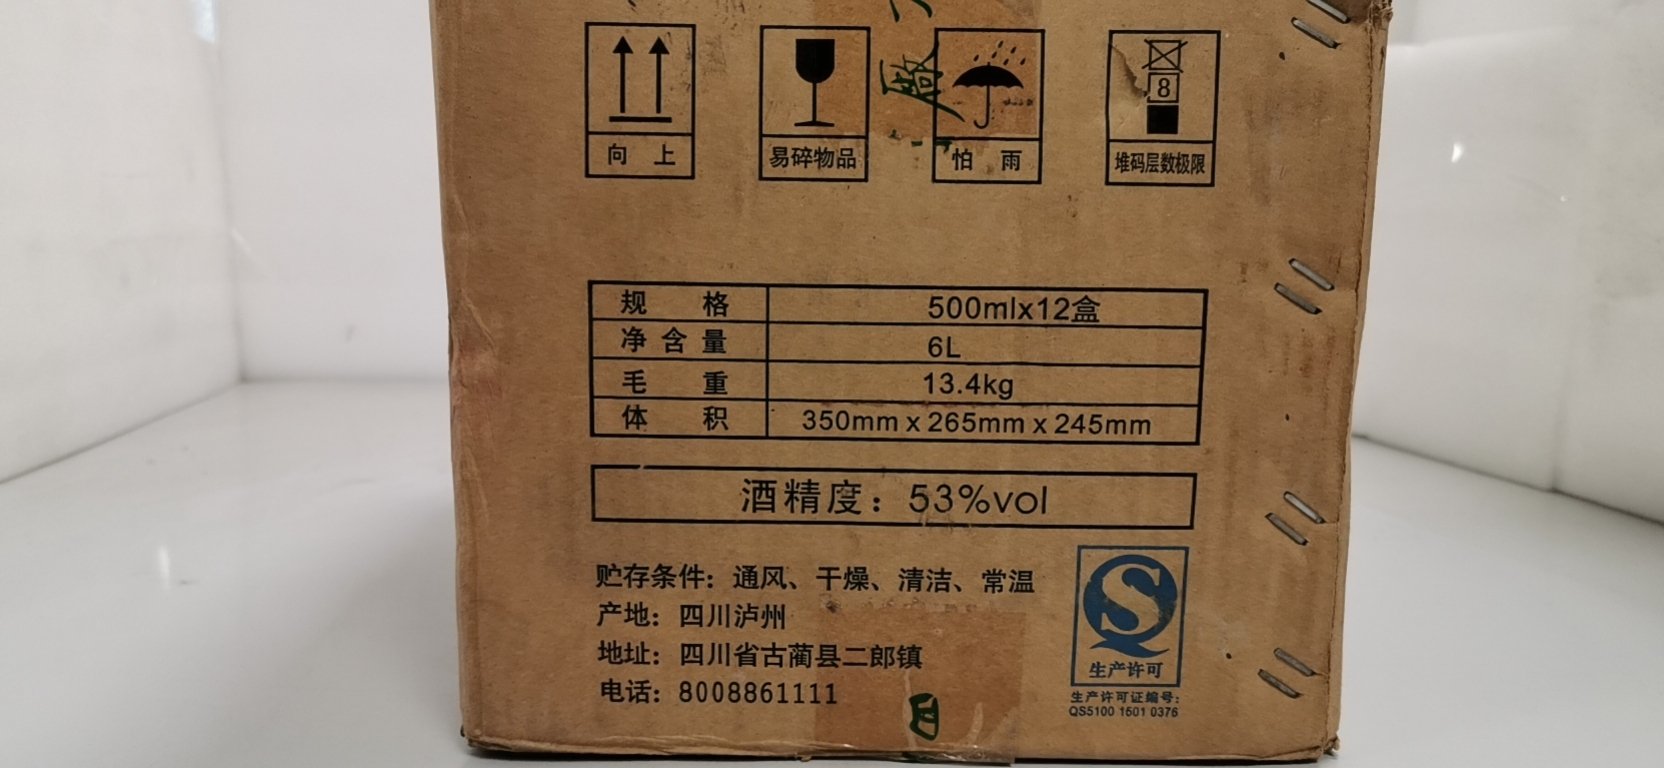 8
向 上
易碎物品
怕 雨
堆码层数极限
规 格 500mlx12盒
净含量 6L
毛 重 13.4kg
体 积 350mm x 265mm x 245mm
酒精度：53%vol
贮存条件：通风、干燥、清洁、常温
产地：四川泸州
地址：四川省古蔺县二郎镇
电话：8008861111
生产许可
生产许可证编号：
QS5100 1501 0376